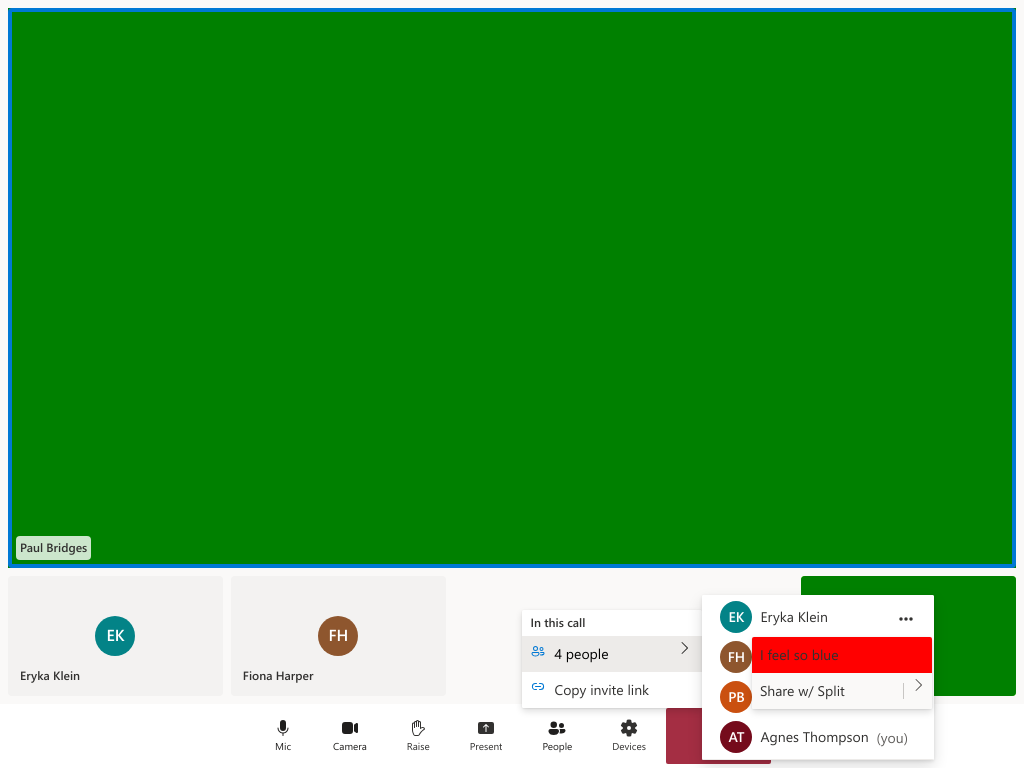 Paul Bridges
EK
Eryka Klein
FH
Fiona Harper
In this call
4 people
Copy invite link
EK
Eryka Klein
FH
I feel so blue
PB
Share w/ Split
AT
Agnes Thompson (you)
Mic
Camera
Raise
Present
People
Devices